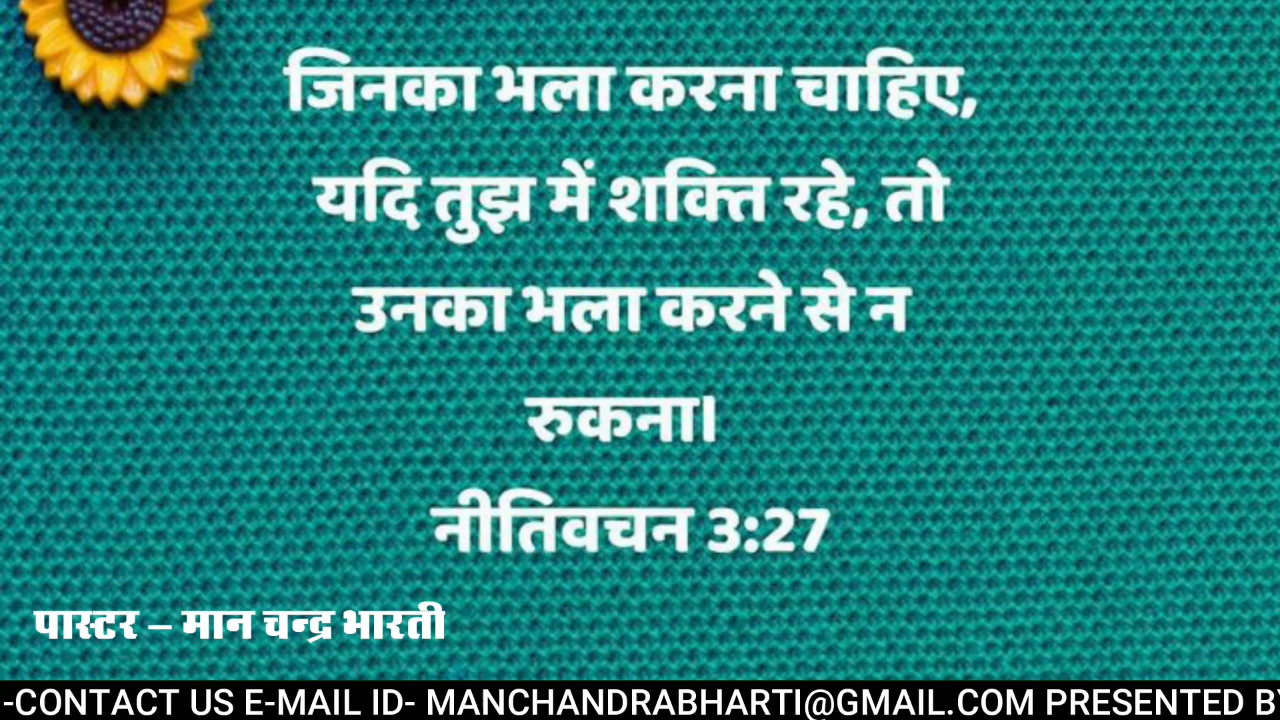 जिनका भला करना चाहिए,
यदि तुझ में शक्ति रहे, तो
उनका भला करने से न
रुकना।
नीतिवचन 3:27
पास्टर – मान चन्द्र भारती
-CONTACT US E-MAIL ID- MANCHANDRABHARTI@GMAIL.COM PRESENTED B